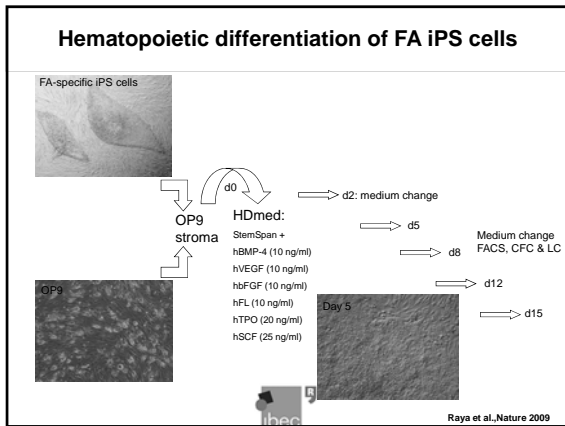 Hematopoietic differentiation of FA iPS cells
FA-specific iPS cells
d0
d2: medium change
OP9
stroma
HDmed:
StemSpan +
hBMP-4 (10 ng/ml)
hVEGF (10 ng/ml)
hbFGF (10 ng/ml)
hFL (10 ng/ml)
hTPO (20 ng/ml)
hSCF (25 ng/ml)
d5
Medium change
FACS, CFC & LC
d8
d12
d15
OP9
Day 5
ibec
R
Raya et al.,Nature 2009